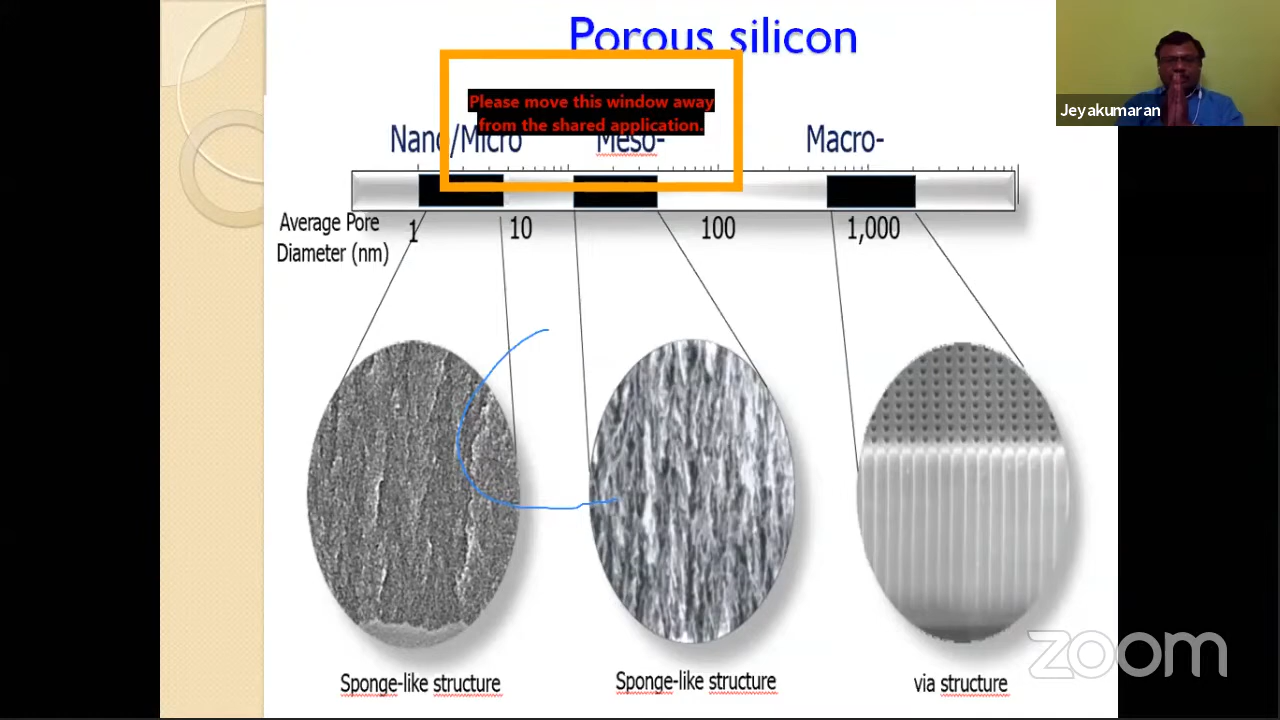 Porous silicon
Please move this window away
from the shared application.
Jeyakumaran
Nano/Micro Meso- Macro-
Average Pore
Diameter (nm)
1 10 100 1,000
Sponge-like structure Sponge-like structure via structure
zoom